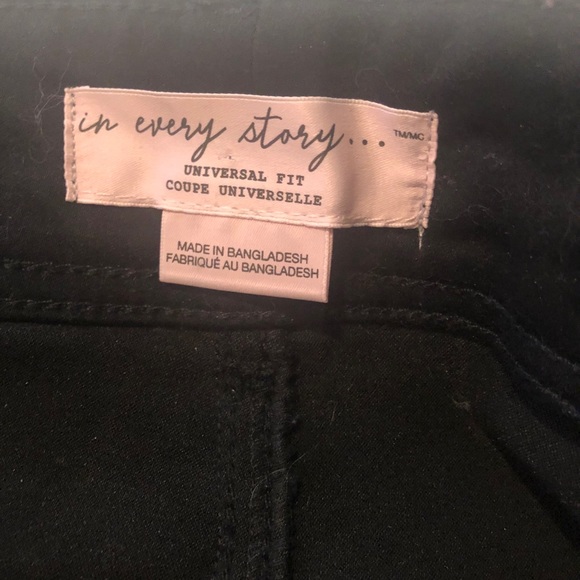 in every story... TM/MC
UNIVERSAL FIT
COUPE UNIVERSELLE
MADE IN BANGLADESH
FABRIQUÉ AU BANGLADESH